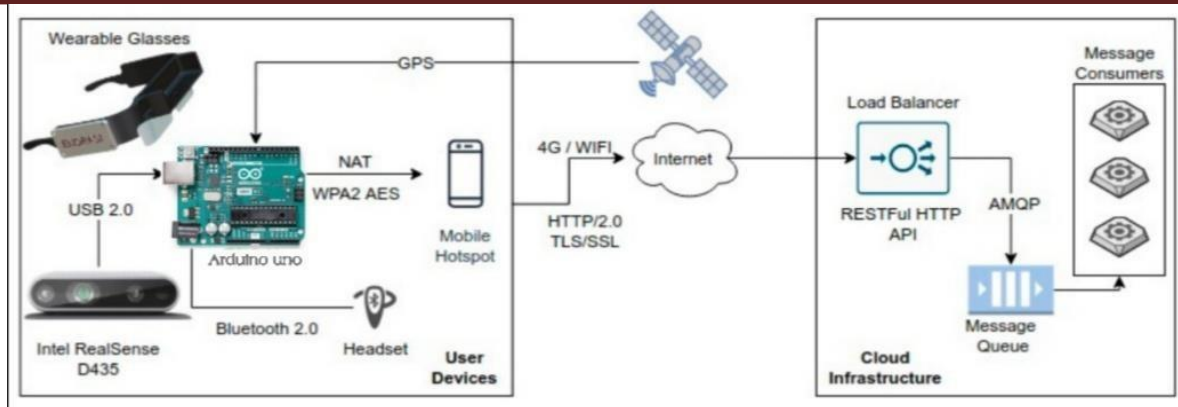 Wearable Glasses
GPS
USB 2.0
NAT
WPA2 AES
Arduino uno
Mobile
Hotspot
Intel RealSense
D435
Bluetooth 2.0
Headset
User
Devices
4G / WIFI
HTTP/2.0
TLS/SSL
Internet
Load Balancer
RESTFul HTTP
API
AMQP
Message
Queue
Message
Consumers
Cloud
Infrastructure